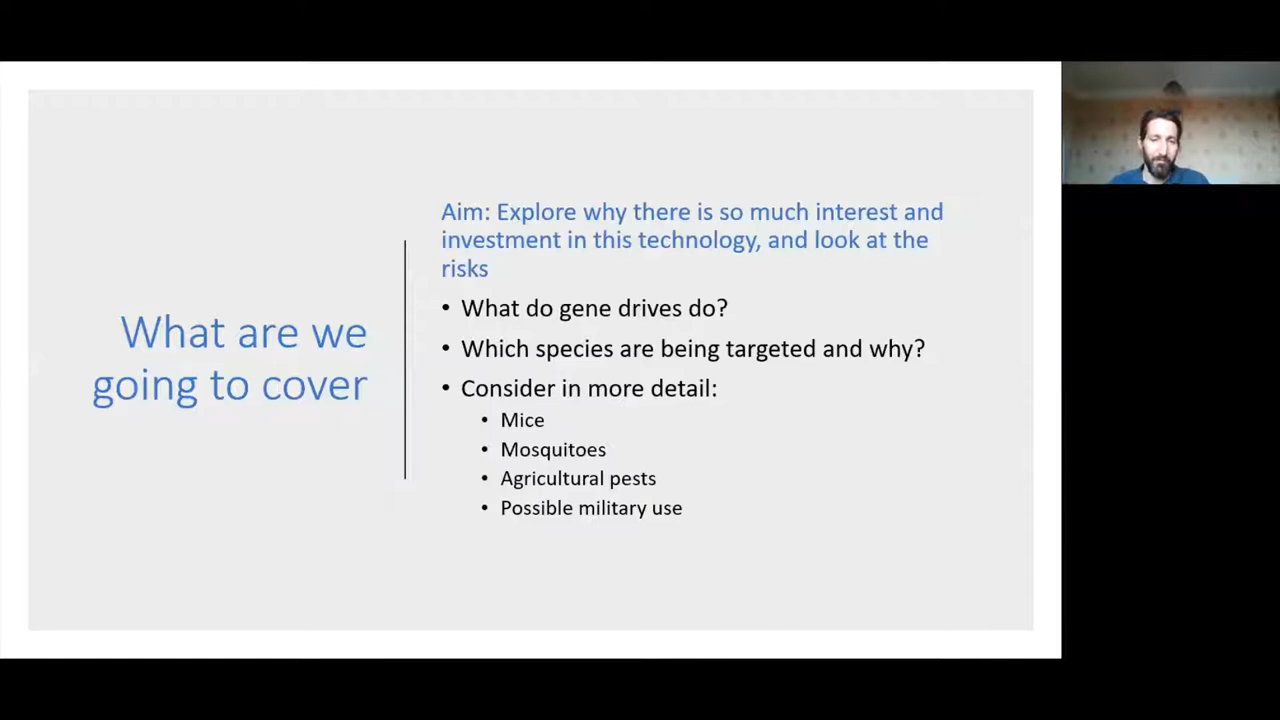 What are we
going to cover
Aim: Explore why there is so much interest and
investment in this technology, and look at the
risks
• What do gene drives do?
• Which species are being targeted and why?
• Consider in more detail:
• Mice
• Mosquitoes
• Agricultural pests
• Possible military use